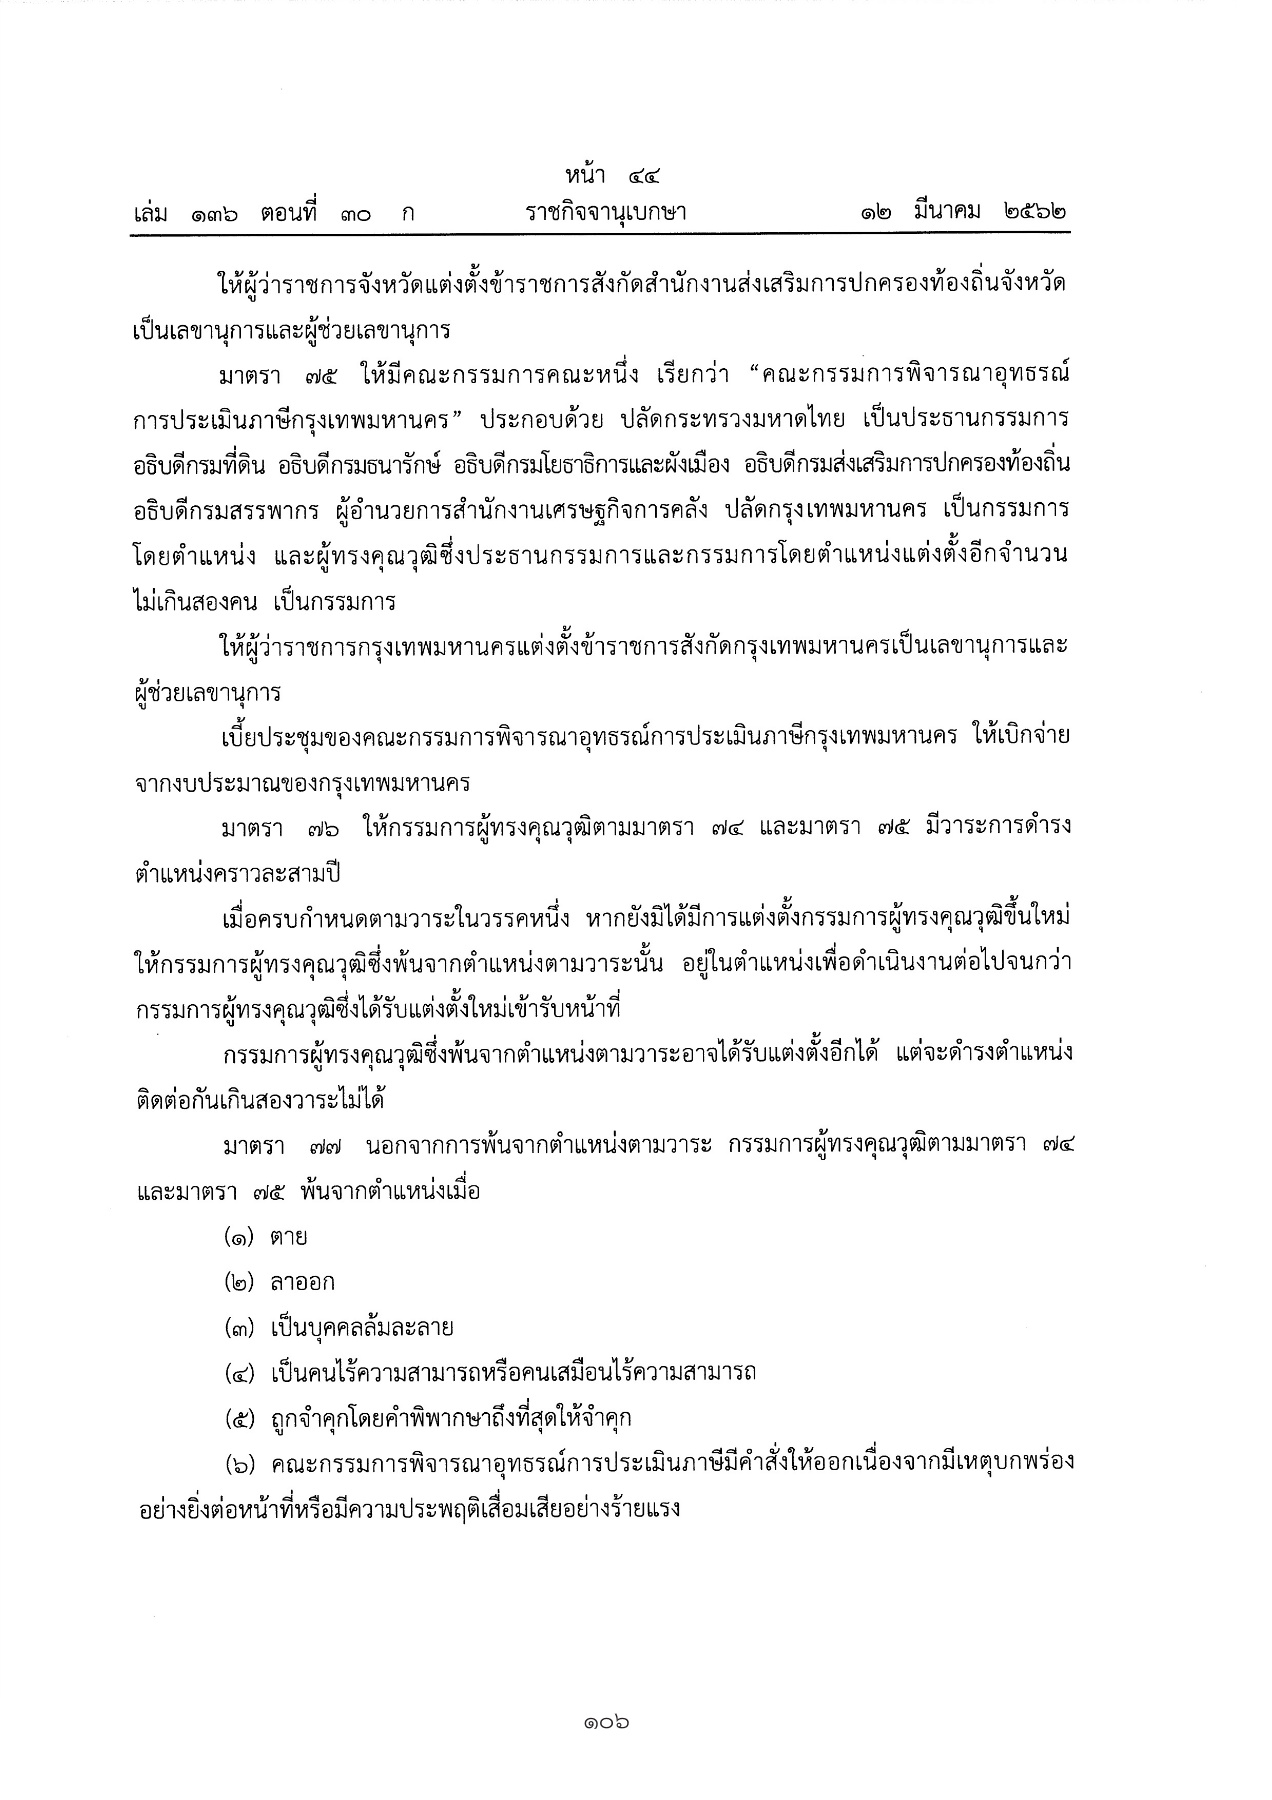 หน้า ๔๔
เล่ม ๑๓๖ ตอนที่ ๓๐ ก ราชกิจจานุเบกษา ๑๒ มีนาคม ๒๕๖๒
ให้ผู้ว่าราชการจังหวัดแต่งตั้งข้าราชการสังกัดสำนักงานส่งเสริมการปกครองท้องถิ่นจังหวัด
เป็นเลขานุการและผู้ช่วยเลขานุการ
มาตรา ๗๕ ให้มีคณะกรรมการคณะหนึ่ง เรียกว่า “คณะกรรมการพิจารณาอุทธรณ์
การประเมินภาษีกรุงเทพมหานคร” ประกอบด้วย ปลัดกระทรวงมหาดไทย เป็นประธานกรรมการ
อธิบดีกรมที่ดิน อธิบดีกรมธนารักษ์ อธิบดีกรมโยธาธิการและผังเมือง อธิบดีกรมส่งเสริมการปกครองท้องถิ่น
อธิบดีกรมสรรพากร ผู้อำนวยการสำนักงานเศรษฐกิจการคลัง ปลัดกรุงเทพมหานคร เป็นกรรมการ
โดยตำแหน่ง และผู้ทรงคุณวุฒิซึ่งประธานกรรมการและกรรมการโดยตำแหน่งแต่งตั้งอีกจำนวน
ไม่เกินสองคน เป็นกรรมการ
ให้ผู้ว่าราชการกรุงเทพมหานครแต่งตั้งข้าราชการสังกัดกรุงเทพมหานครเป็นเลขานุการและ
ผู้ช่วยเลขานุการ
เบี้ยประชุมของคณะกรรมการพิจารณาอุทธรณ์การประเมินภาษีกรุงเทพมหานคร ให้เบิกจ่าย
จากงบประมาณของกรุงเทพมหานคร
มาตรา ๗๖ ให้กรรมการผู้ทรงคุณวุฒิตามมาตรา ๗๔ และมาตรา ๗๕ มีวาระการดำรง
ตำแหน่งคราวละสามปี
เมื่อครบกำหนดตามวาระในวรรคหนึ่ง หากยังมิได้มีการแต่งตั้งกรรมการผู้ทรงคุณวุฒิขึ้นใหม่
ให้กรรมการผู้ทรงคุณวุฒิซึ่งพ้นจากตำแหน่งตามวาระนั้น อยู่ในตำแหน่งเพื่อดำเนินงานต่อไปจนกว่า
กรรมการผู้ทรงคุณวุฒิซึ่งได้รับแต่งตั้งใหม่เข้ารับหน้าที่
กรรมการผู้ทรงคุณวุฒิซึ่งพ้นจากตำแหน่งตามวาระอาจได้รับแต่งตั้งอีกได้ แต่จะดำรงตำแหน่ง
ติดต่อกันเกินสองวาระไม่ได้
มาตรา ๗๗ นอกจากการพ้นจากตำแหน่งตามวาระ กรรมการผู้ทรงคุณวุฒิตามมาตรา ๗๔
และมาตรา ๗๕ พ้นจากตำแหน่งเมื่อ
(๑) ตาย
(๒) ลาออก
(๓) เป็นบุคคลล้มละลาย
(๔) เป็นคนไร้ความสามารถหรือคนเสมือนไร้ความสามารถ
(๕) ถูกจำคุกโดยคำพิพากษาถึงที่สุดให้จำคุก
(๖) คณะกรรมการพิจารณาอุทธรณ์การประเมินภาษีมีคำสั่งให้ออกเนื่องจากมีเหตุบกพร่อง
อย่างยิ่งต่อหน้าที่หรือมีความประพฤติเสื่อมเสียอย่างร้ายแรง
๑๐๖